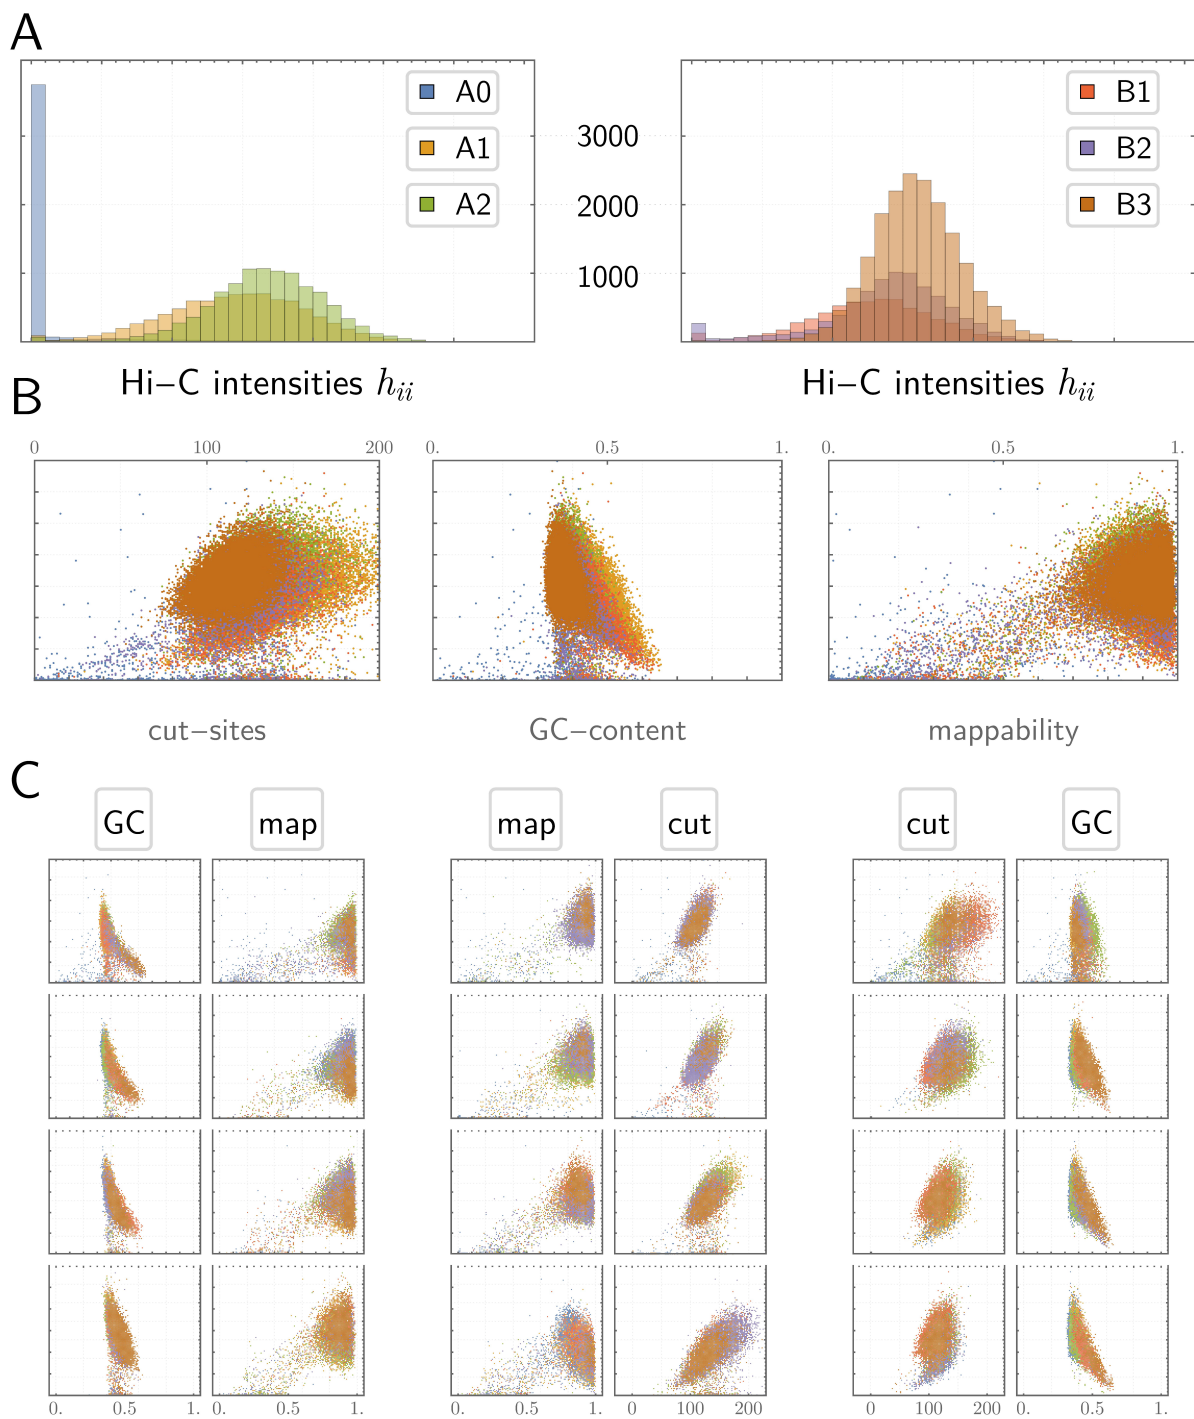 A
A0
A1
A2
3000
2000
1000
B1
B2
B3
Hi–C intensities hii
Hi–C intensities hii
B
0 100 200
0. 0.5 1.
0. 0.5 1.
cut–sites
GC–content
mappability
C
GC map
map cut
cut GC
0. 0.5 1.
0. 0.5 1.
0. 0.5 1.
0 100 200
0 100 200
0. 0.5 1.